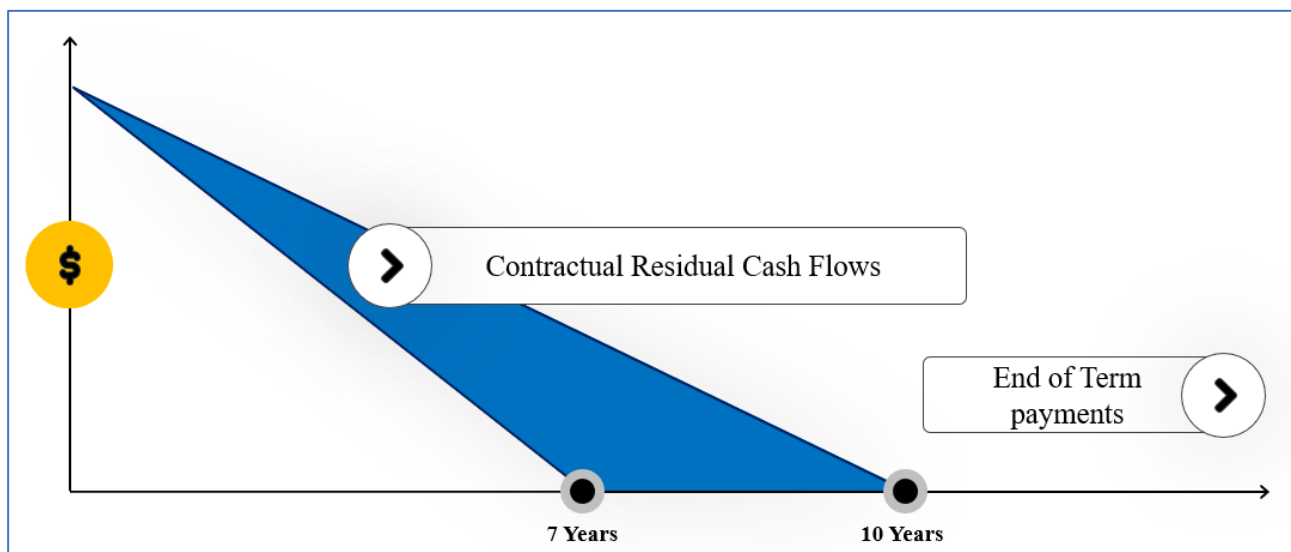 $
Contractual Residual Cash Flows
End of Term
payments
7 Years
10 Years